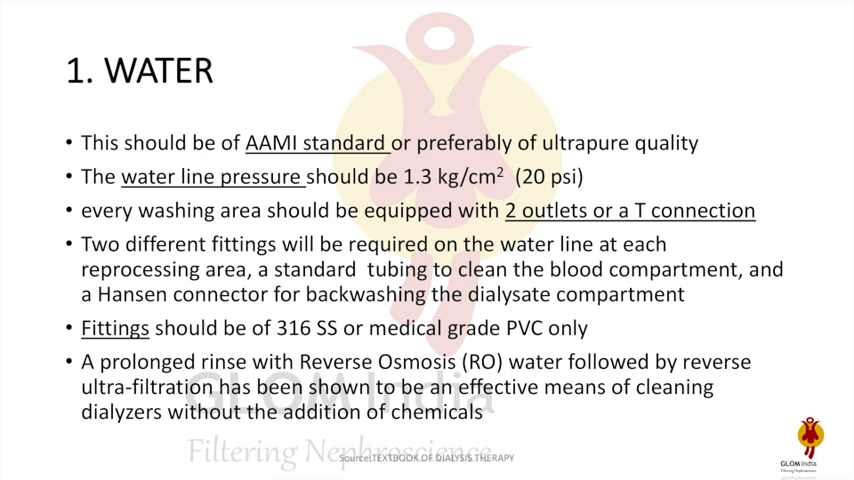 1. WATER
• This should be of AAMI standard or preferably of ultrapure quality
• The water line pressure should be 1.3 kg/cm² (20 psi)
• every washing area should be equipped with 2 outlets or a T connection
• Two different fittings will be required on the water line at each
reprocessing area, a standard tubing to clean the blood compartment, and
a Hansen connector for backwashing the dialysate compartment
• Fittings should be of 316 SS or medical grade PVC only
• A prolonged rinse with Reverse Osmosis (RO) water followed by reverse
ultra-filtration has been shown to be an effective means of cleaning
dialyzers without the addition of chemicals
GLOM India
Filtering Nephroscience
Source:TEXTBOOK OF DIALYSIS THERAPY
GLOM India
Filtering Nephroscience